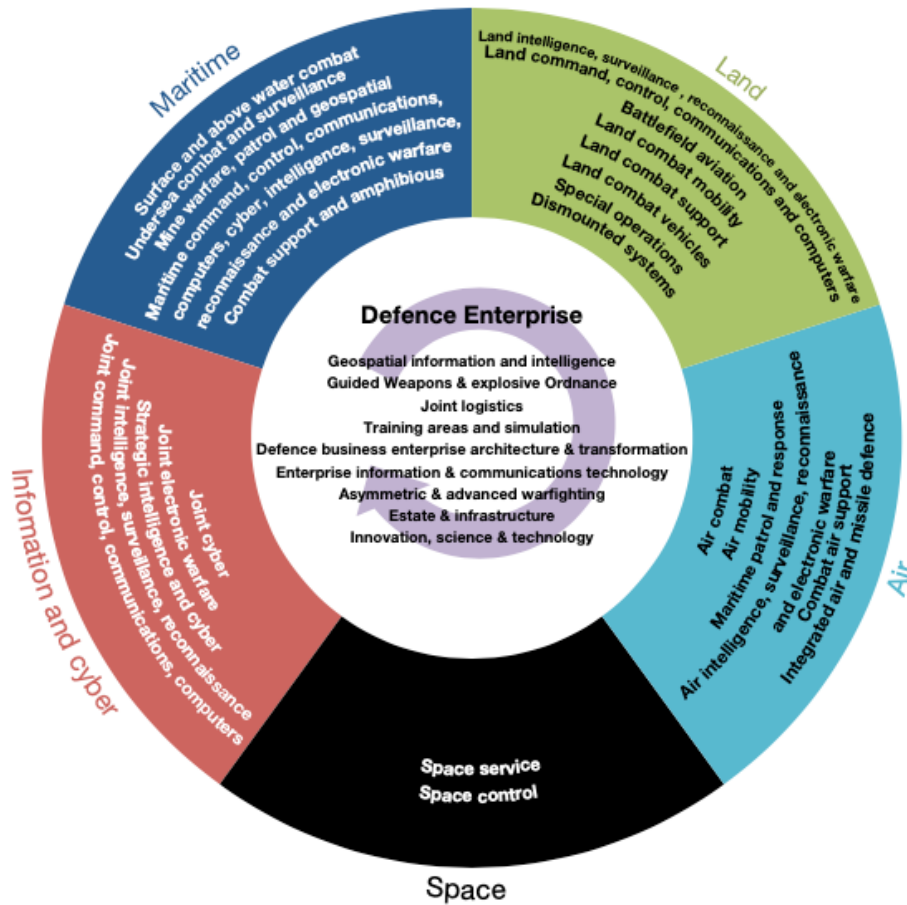 Maritime
Surface and above water combat
Undersea combat and surveillance
Mine warfare, patrol and geospatial
Maritime command, control, communications,
computers, cyber, intelligence, surveillance,
reconnaissance and electronic warfare
Combat support and amphibious
Land
Land intelligence, surveillance , reconnaissance and electronic warfare
Land command, control, communications and computers
Battlefield aviation
Land combat mobility
Land combat support
Land combat vehicles
Special operations
Dismounted systems
Defence Enterprise
Geospatial information and intelligence
Guided Weapons & explosive Ordnance
Joint logistics
Training areas and simulation
Defence business enterprise architecture & transformation
Enterprise information & communications technology
Asymmetric & advanced warfighting
Estate & infrastructure
Innovation, science & technology
Air
Air combat
Air mobility
Maritime patrol and response
Air intelligence, surveillance, reconnaissance
and electronic warfare
Combat air support
Integrated air and missile defence
Infomation and cyber
Joint cyber
Joint electronic warfare
Strategic intelligence and cyber
Joint intelligence, surveillance, reconnaissance
Joint command, control, communications, computers
Space service
Space control
Space